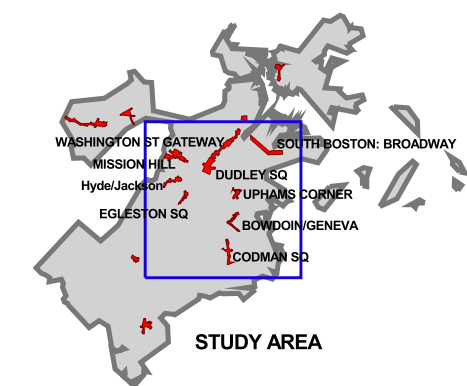 WASHINGTON ST GATEWAY
SOUTH BOSTON: BROADWAY
MISSION HILL
DUDLEY SQ
Hyde/Jackson
UPHAMS CORNER
EGLESTON SQ
BOWDOIN/GENEVA
CODMAN SQ
STUDY AREA